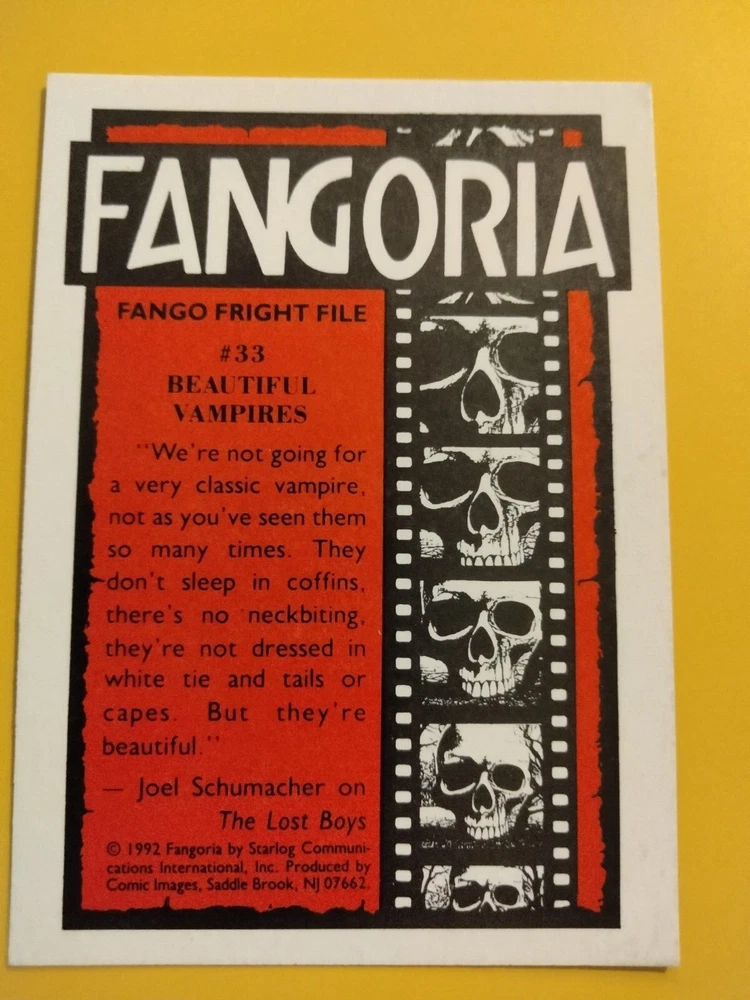 FANGORIA
FANGO FRIGHT FILE
#33
BEAUTIFUL
VAMPIRES
"We're not going for
a very classic vampire,
not as you've seen them
so many times. They
don't sleep in coffins,
there's no neckbiting,
they're not dressed in
white tie and tails or
capes. But they're
beautiful."
— Joel Schumacher on
The Lost Boys
© 1992 Fangoria by Starlog Communi-
cations International, Inc. Produced by
Comic Images, Saddle Brook, NJ 07662.